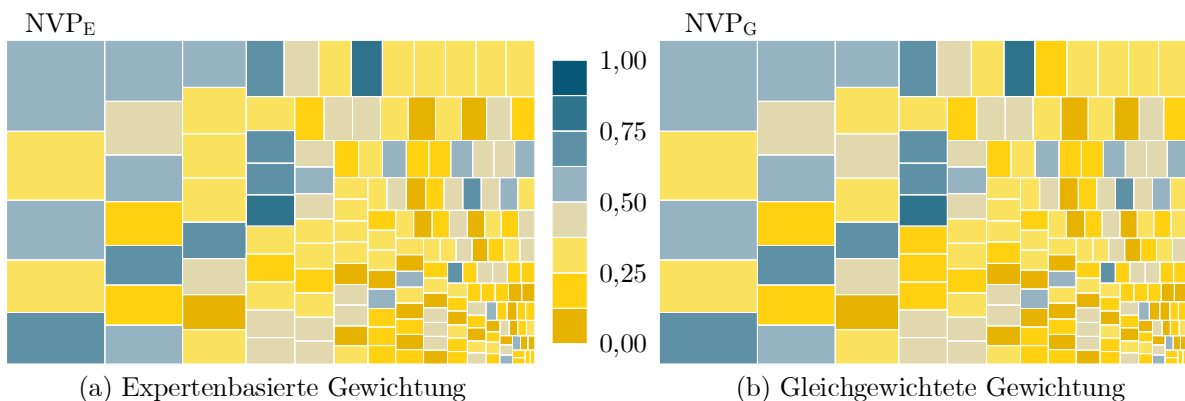 NVP_E
NVP_G
1,00
0,75
0,50
0,25
0,00
(a) Expertenbasierte Gewichtung
(b) Gleichgewichtete Gewichtung